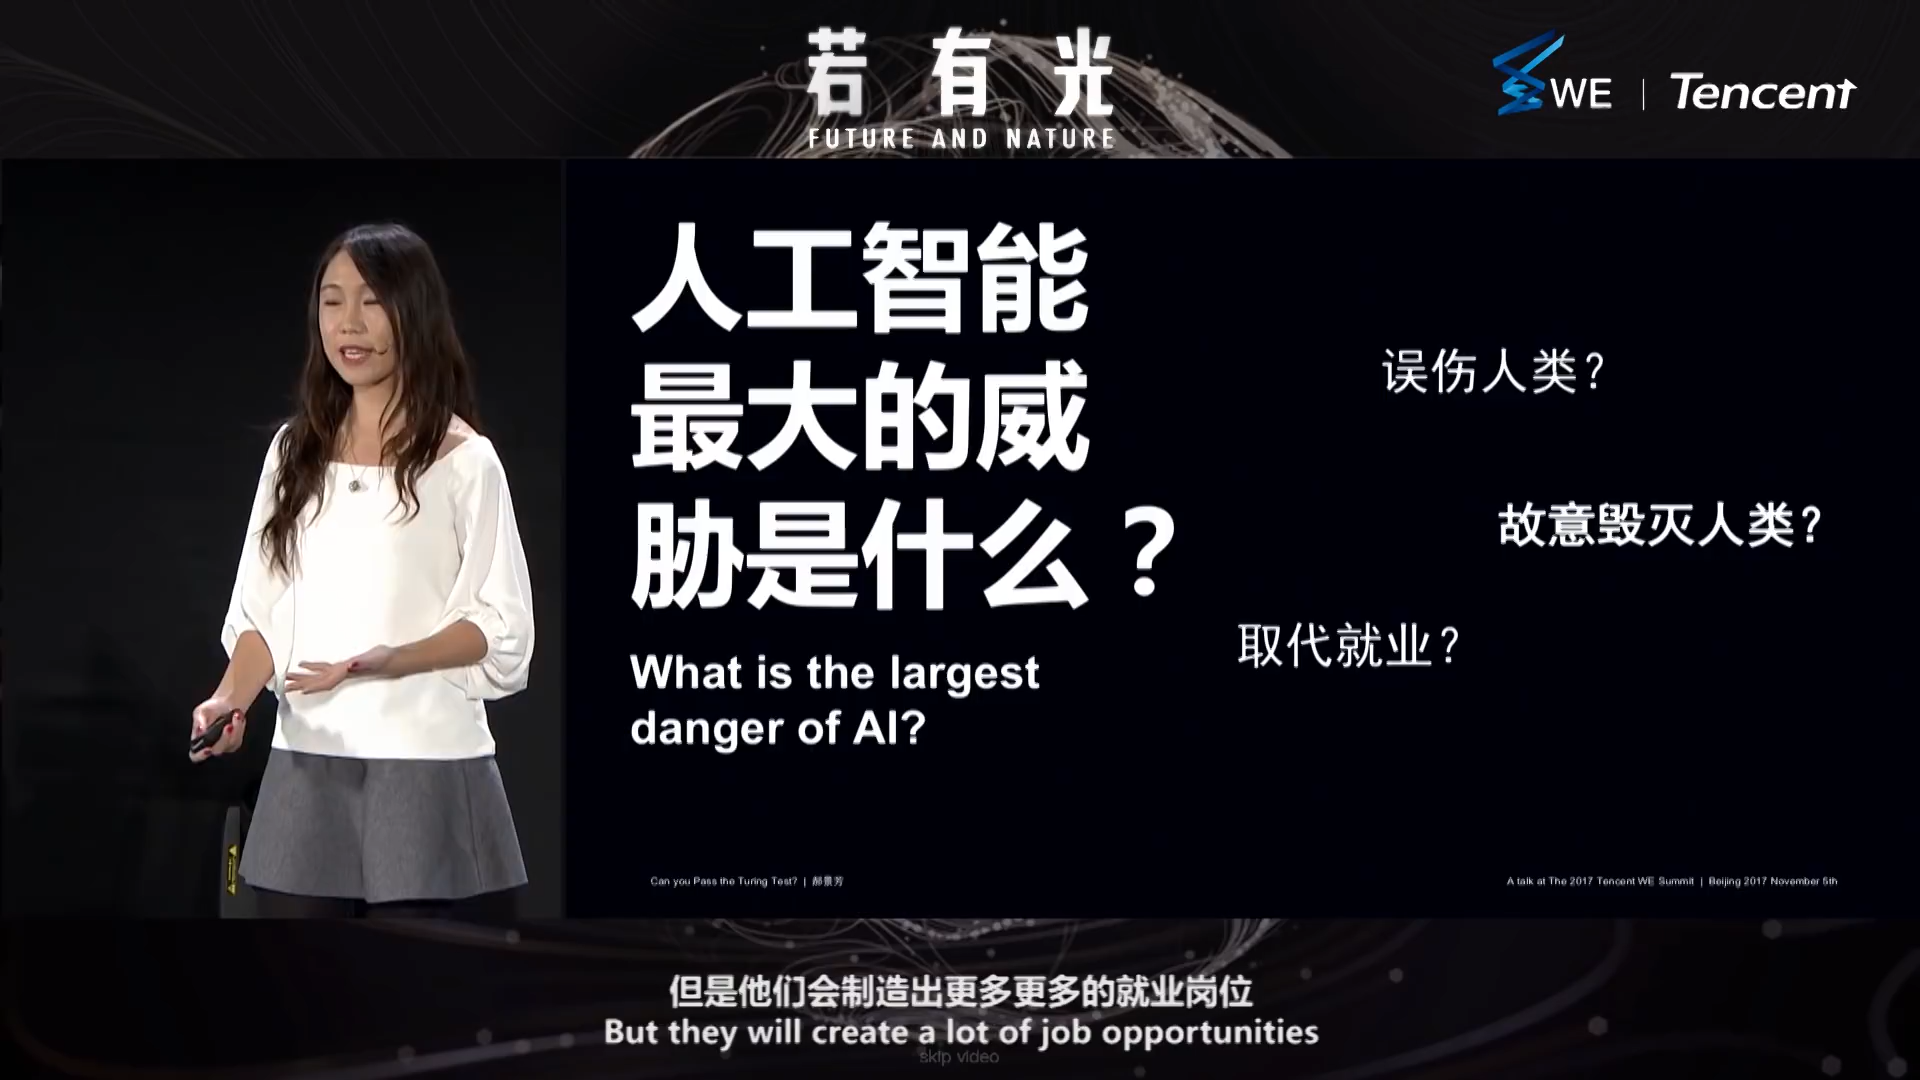 若有光
FUTURE AND NATURE
WE | Tencent
人工智能
最大的威
胁是什么？
What is the largest
danger of AI?
误伤人类？
故意毁灭人类？
取代就业？
Can you Pass the Turing Test? | 郝景芳
A talk at The 2017 Tencent WE Summit | Beijing 2017 November 5th
但是他们会制造出更多更多的就业岗位
But they will create a lot of job opportunities
skip video